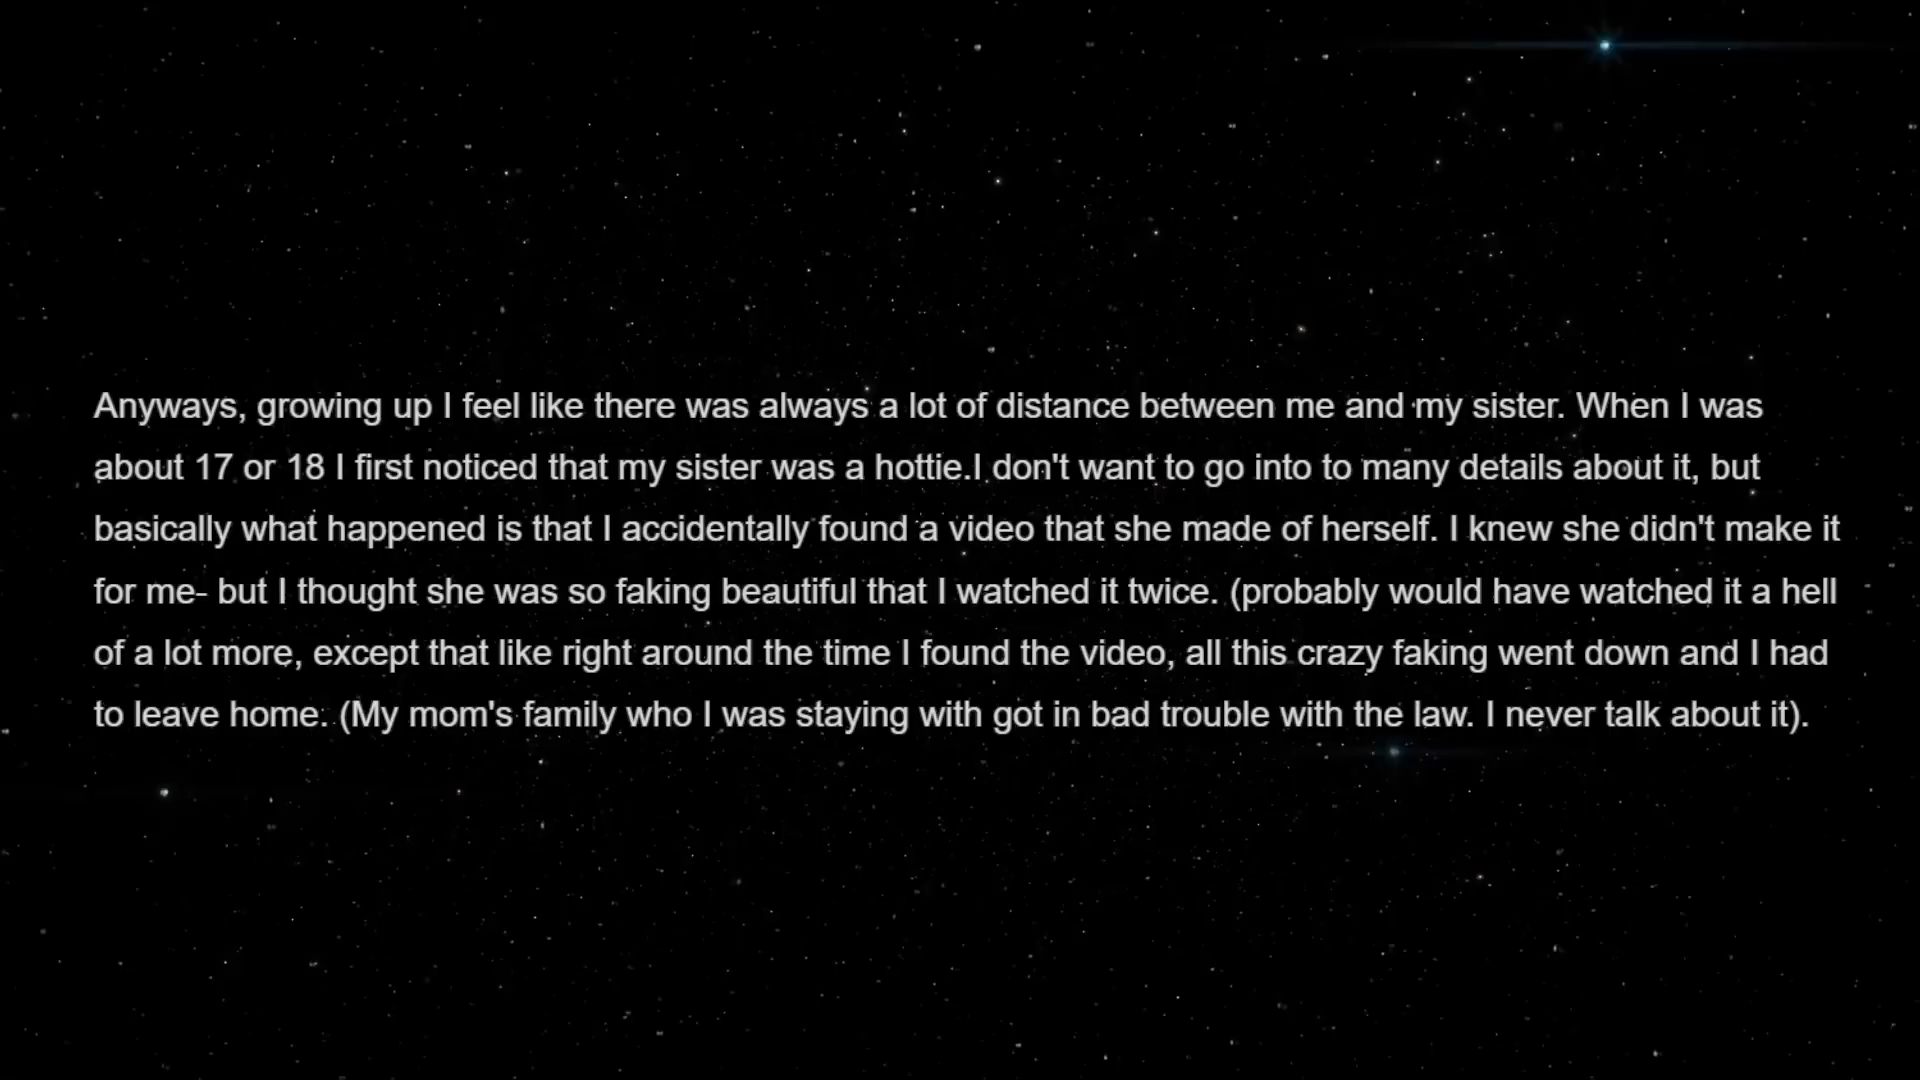 Anyways, growing up I feel like there was always a lot of distance between me and my sister. When I was
about 17 or 18 I first noticed that my sister was a hottie.I don't want to go into to many details about it, but
basically what happened is that I accidentally found a video that she made of herself. I knew she didn't make it
for me- but I thought she was so faking beautiful that I watched it twice. (probably would have watched it a hell
of a lot more, except that like right around the time I found the video, all this crazy faking went down and I had
to leave home. (My mom's family who I was staying with got in bad trouble with the law. I never talk about it).